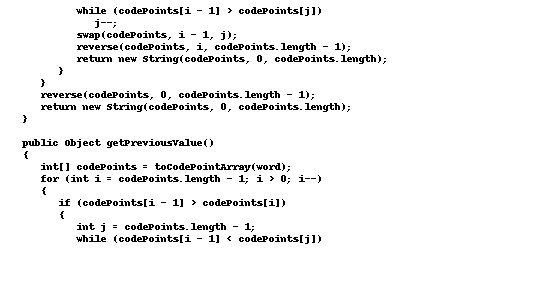 while (codePoints[i - 1] > codePoints[j])
j--;
swap(codePoints, i - 1, j);
reverse(codePoints, i, codePoints.length - 1);
return new String(codePoints, 0, codePoints.length);
}
}
reverse(codePoints, 0, codePoints.length - 1);
return new String(codePoints, 0, codePoints.length);
}
public Object getPreviousValue()
{
int[] codePoints = toCodePointArray(word);
for (int i = codePoints.length - 1; i > 0; i--)
{
if (codePoints[i - 1] > codePoints[i])
{
int j = codePoints.length - 1;
while (codePoints[i - 1] < codePoints[j])